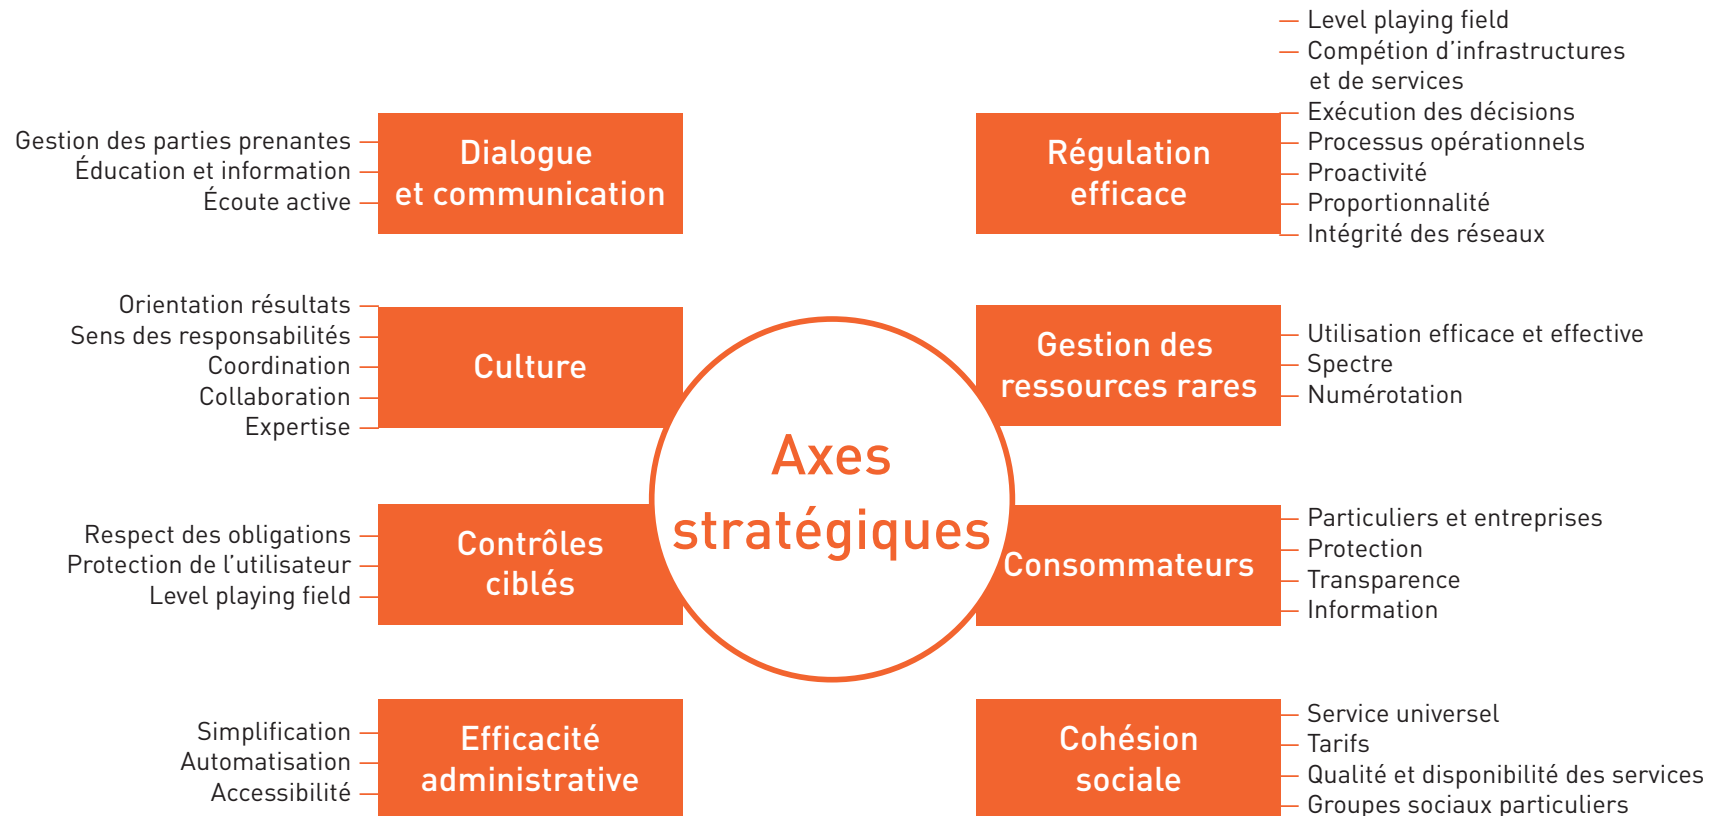 Gestion des parties prenantes
Éducation et information
Écoute active
Dialogue
et communication
Orientation résultats
Sens des responsabilités
Coordination
Collaboration
Expertise
Culture
Respect des obligations
Protection de l’utilisateur
Level playing field
Contrôles
ciblés
Simplification
Automatisation
Accessibilité
Efficacité
administrative
Axes
stratégiques
Régulation
efficace
Level playing field
Compétion d’infrastructures
et de services
Exécution des décisions
Processus opérationnels
Proactivité
Proportionnalité
Intégrité des réseaux
Gestion des
ressources rares
Utilisation efficace et effective
Spectre
Numérotation
Consommateurs
Particuliers et entreprises
Protection
Transparence
Information
Cohésion
sociale
Service universel
Tarifs
Qualité et disponibilité des services
Groupes sociaux particuliers